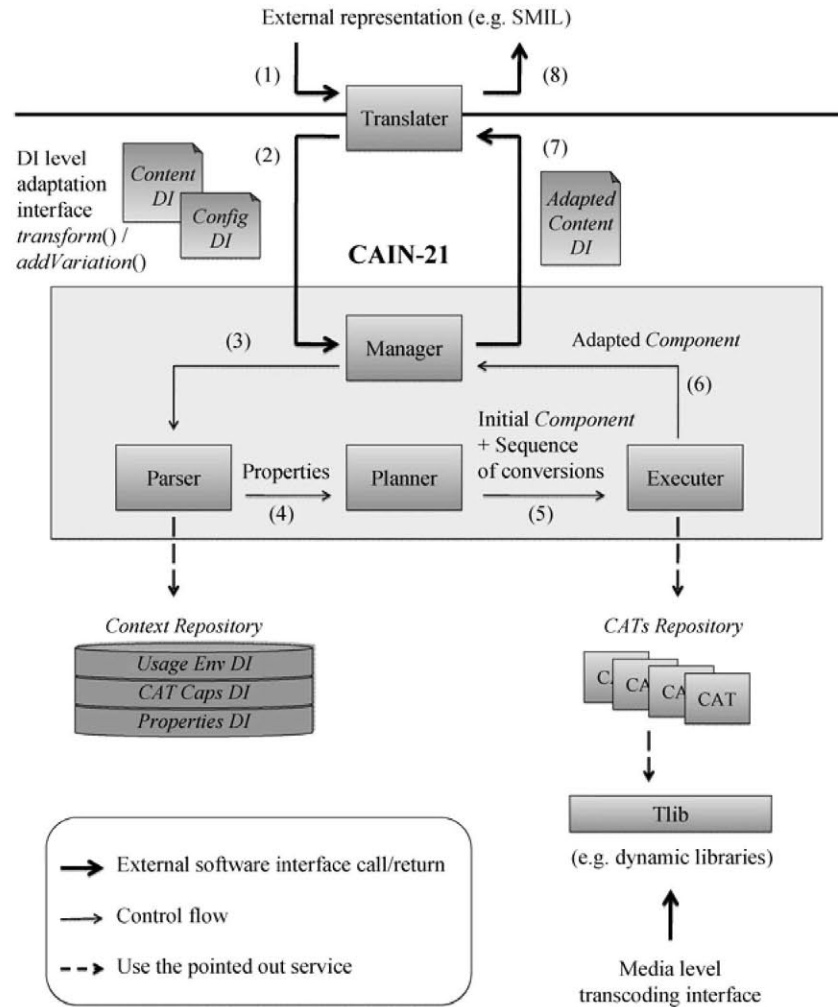 External representation (e.g. SMIL)
(1)
(8)
Translater
(2)
(7)
DI level
adaptation
interface
transform() /
addVariation()
Content
DI
Config
DI
Adapted
Content
DI
CAIN-21
Manager
(3)
Adapted Component
(6)
Initial Component
+ Sequence
of conversions
Parser
Properties
(4)
Planner
(5)
Executer
Context Repository
Usage Env DI
CAT Caps DI
Properties DI
CATs Repository
CA
CA
CA
CAT
Tlib
(e.g. dynamic libraries)
External software interface call/return
Control flow
Use the pointed out service
Media level
transcoding interface